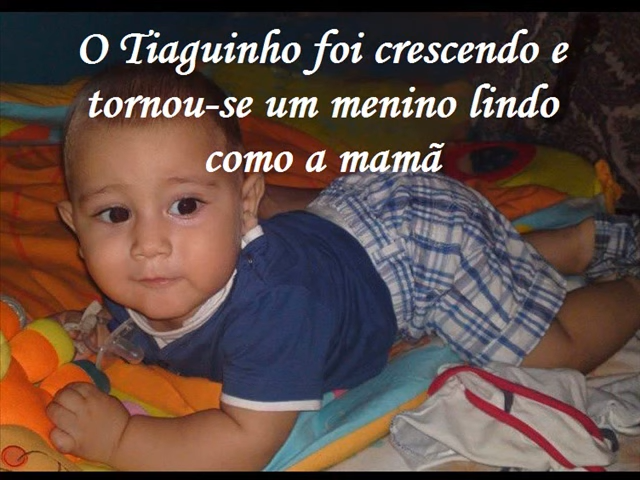 O Tiaguinho foi crescendo e
tornou-se um menino lindo
como a mamã